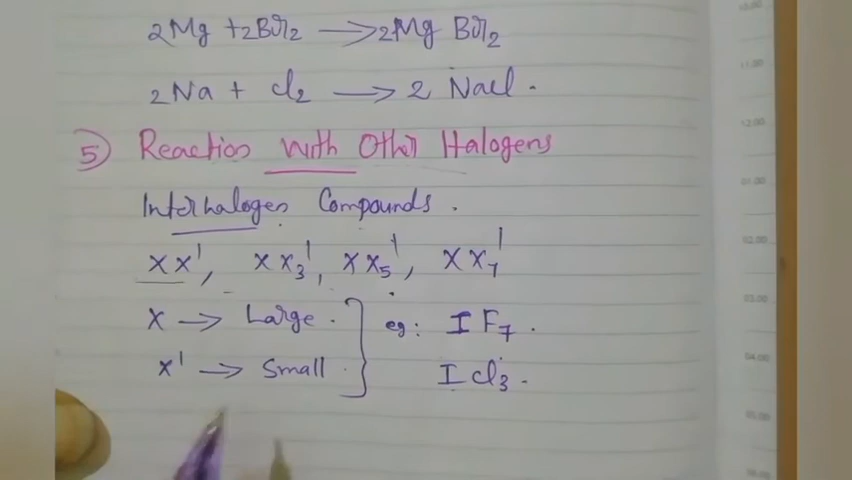 2Mg + 2Br2 → 2Mg Br2
2Na + Cl2 → 2 NaCl.
5) Reaction with Other Halogens
Interhalogen Compounds.
XX', XX3', XX5', XX7'
X → Large. eg: IF7.
X' → Small. ICl3.